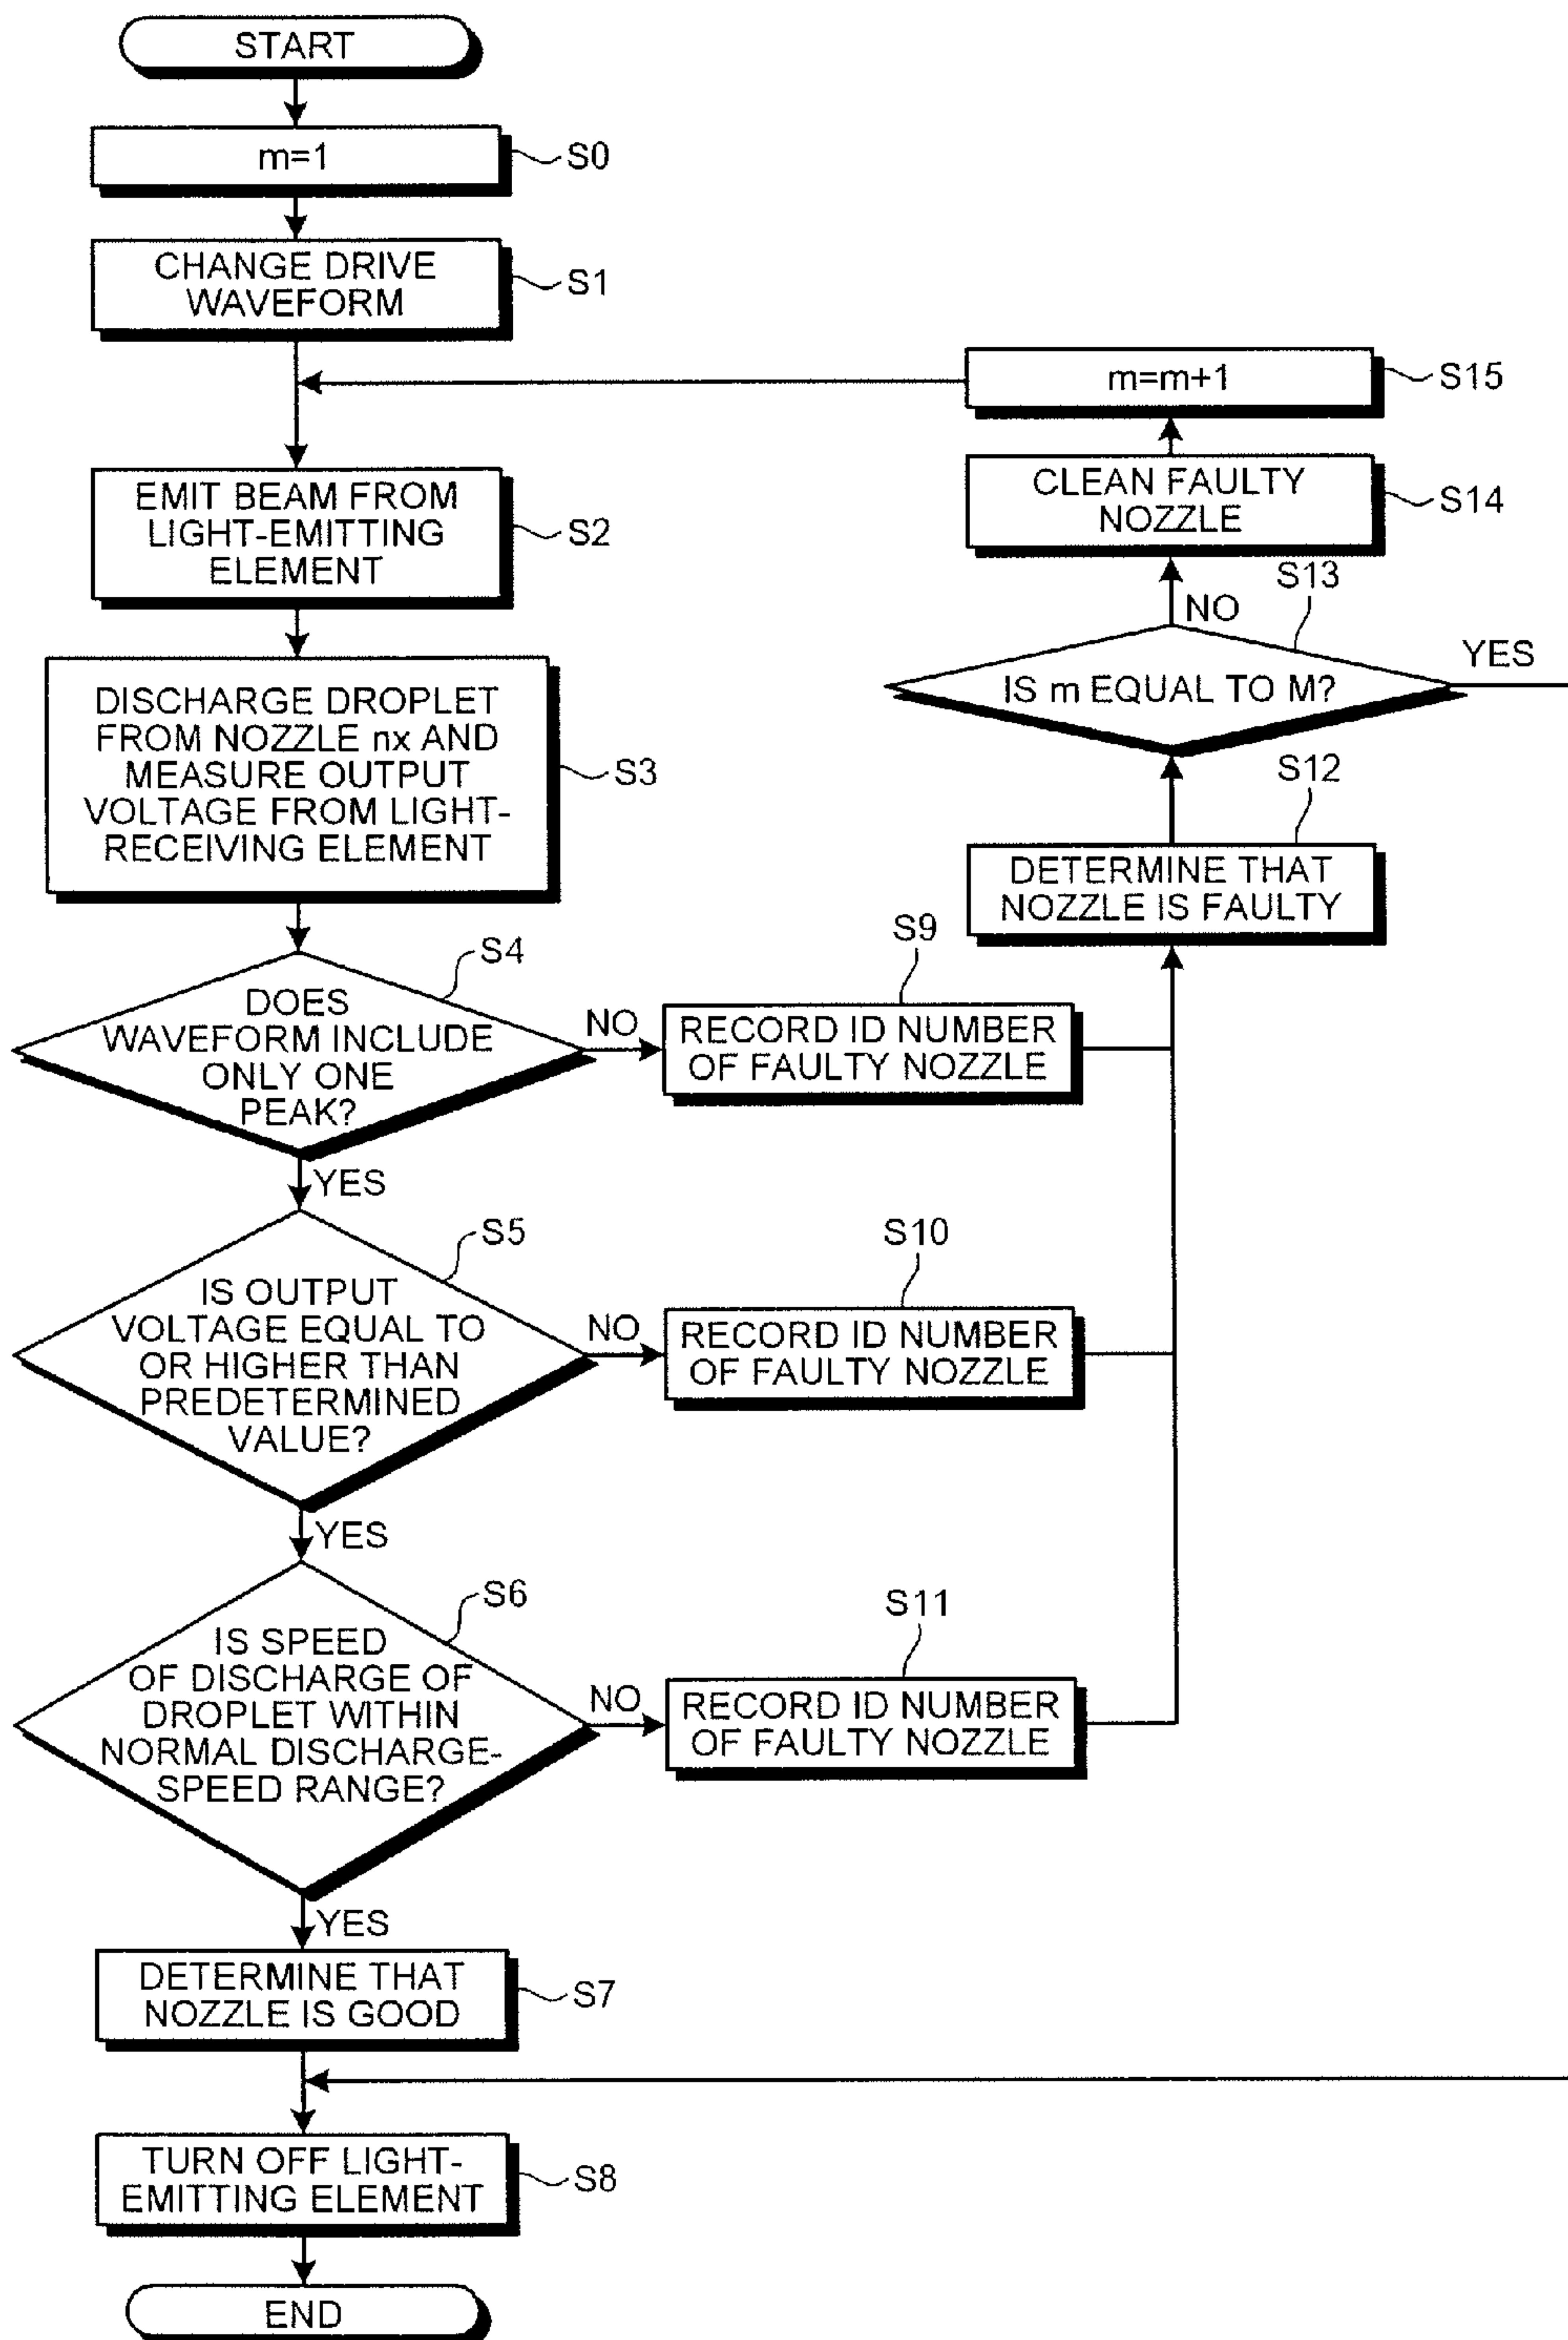 START
m=1
S0
CHANGE DRIVE
WAVEFORM
S1
EMIT BEAM FROM
LIGHT-EMITTING
ELEMENT
S2
DISCHARGE DROPLET
FROM NOZZLE nx AND
MEASURE OUTPUT
VOLTAGE FROM LIGHT-
RECEIVING ELEMENT
S3
DOES
WAVEFORM INCLUDE
ONLY ONE
PEAK?
S4
NO
YES
RECORD ID NUMBER
OF FAULTY NOZZLE
S9
IS OUTPUT
VOLTAGE EQUAL TO
OR HIGHER THAN
PREDETERMINED
VALUE?
S5
NO
YES
RECORD ID NUMBER
OF FAULTY NOZZLE
S10
IS SPEED
OF DISCHARGE OF
DROPLET WITHIN
NORMAL DISCHARGE-
SPEED RANGE?
S6
NO
YES
RECORD ID NUMBER
OF FAULTY NOZZLE
S11
DETERMINE THAT
NOZZLE IS GOOD
S7
TURN OFF LIGHT-
EMITTING ELEMENT
S8
END
m=m+1
S15
CLEAN FAULTY
NOZZLE
S14
S13
NO
YES
IS m EQUAL TO M?
S12
DETERMINE THAT
NOZZLE IS FAULTY